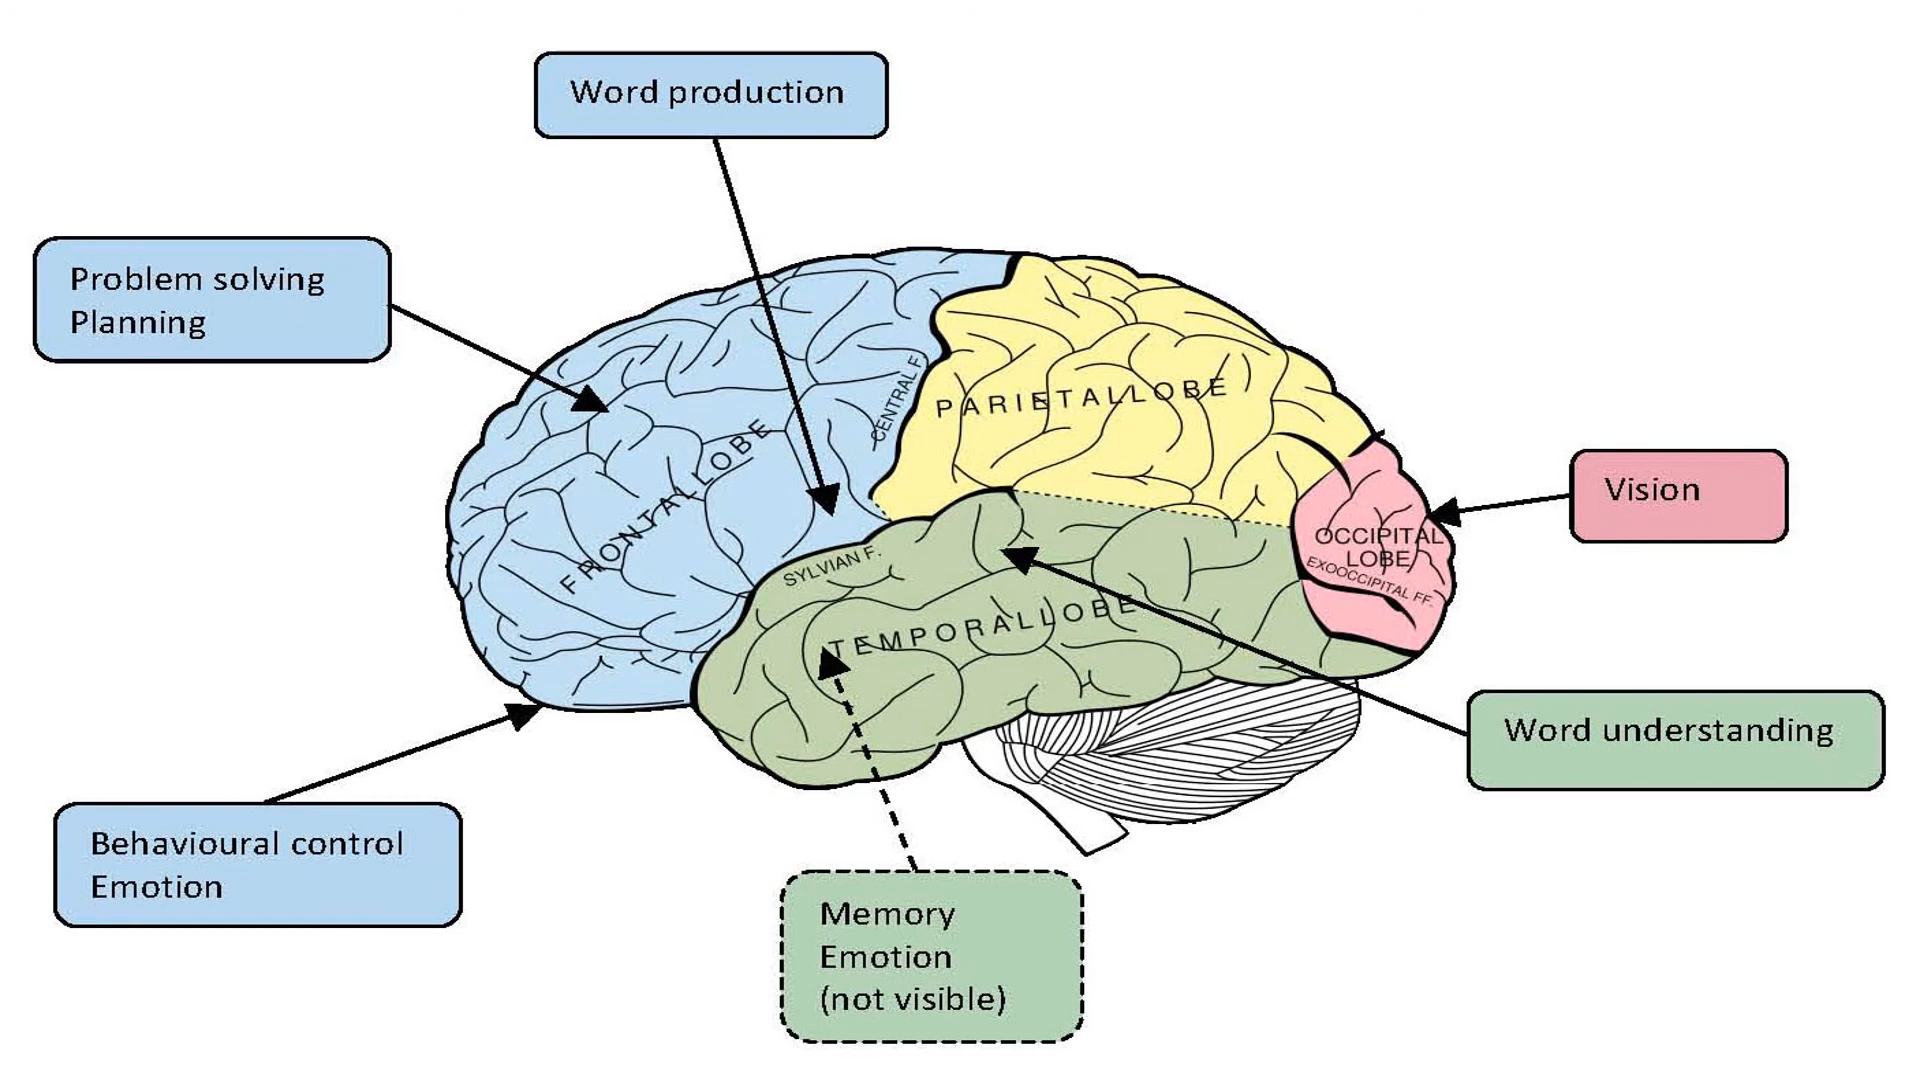 Word production
Problem solving
Planning
CENTRAL F.
PARIETAL LOBE
FRONTAL LOBE
Vision
OCCIPITAL
LOBE
EXOOCCIPITAL FF.
SYLVIAN F.
TEMPORAL LOBE
Word understanding
Behavioural control
Emotion
Memory
Emotion
(not visible)